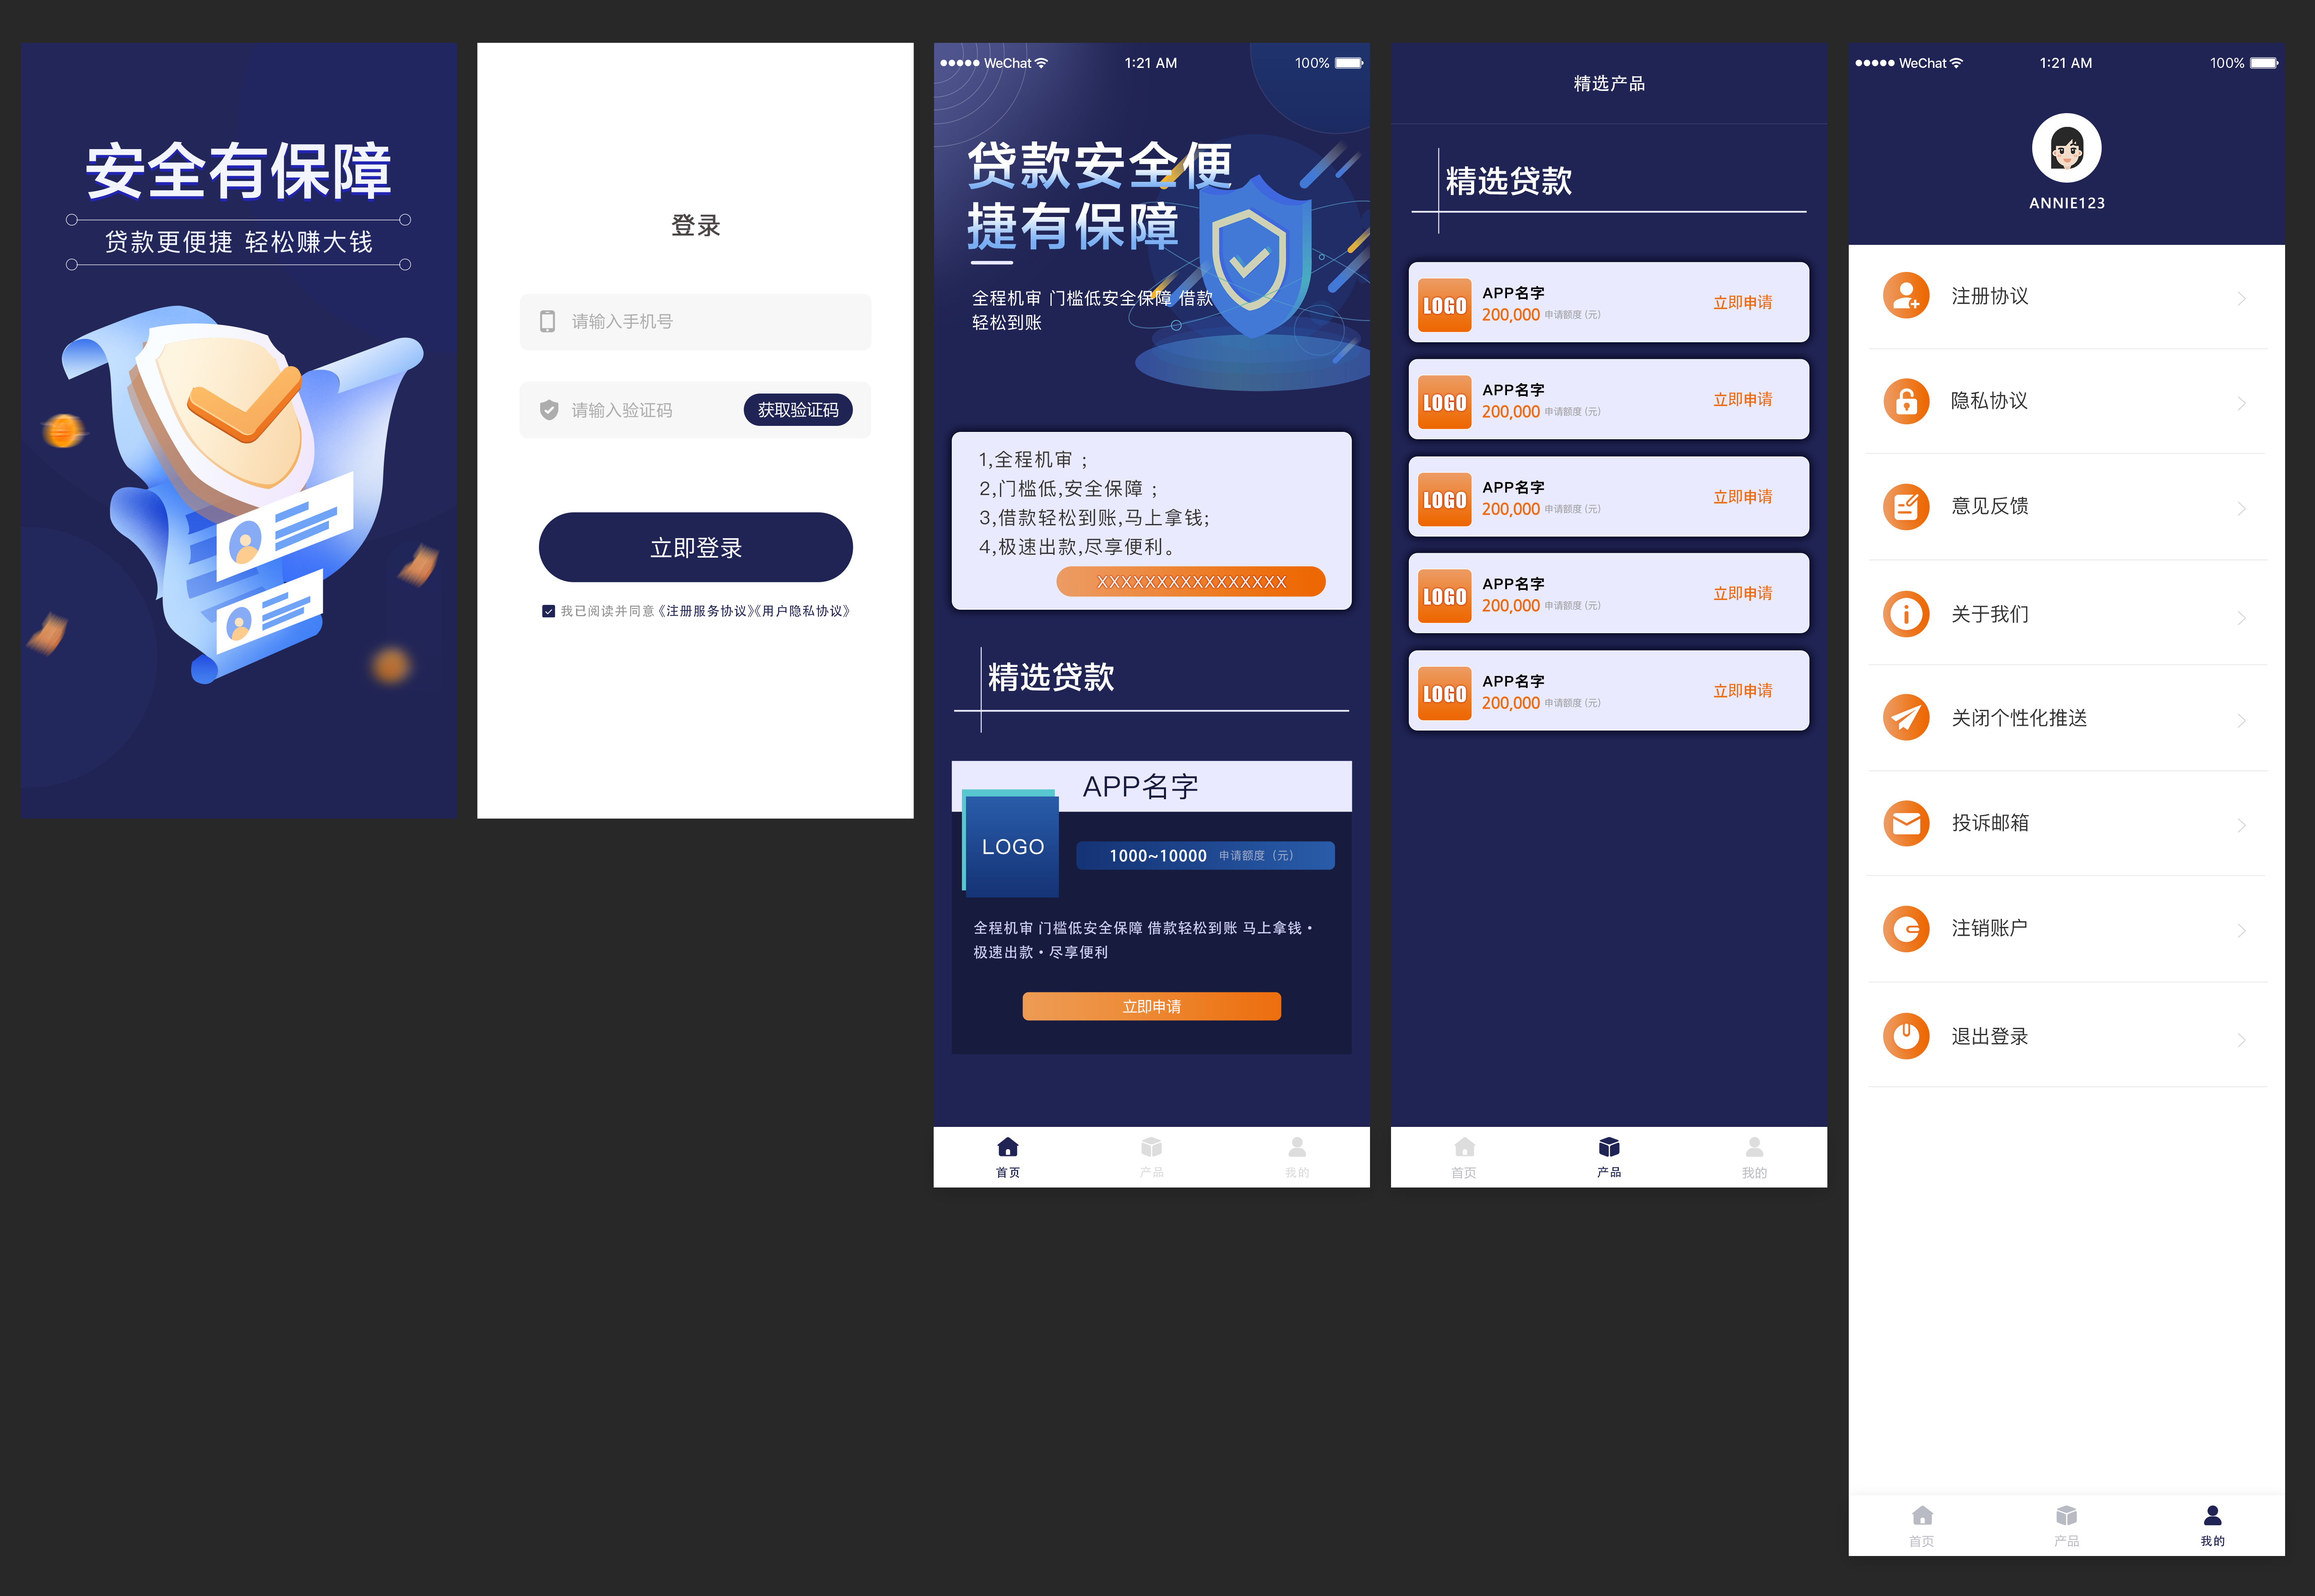 安全有保障
贷款更便捷 轻松赚大钱
登录
请输入手机号
请输入验证码
获取验证码
立即登录
我已阅读并同意《注册服务协议》《用户隐私协议》
WeChat 1:21 AM 100%
贷款安全便
捷有保障
全程机审 门槛低安全保障 借款
轻松到账
1,全程机审；
2,门槛低,安全保障；
3,借款轻松到账,马上拿钱;
4,极速出款,尽享便利。
XXXXXXXXXXXXXXXX
精选贷款
APP名字
LOGO
1000~10000 申请额度（元）
全程机审 门槛低安全保障 借款轻松到账 马上拿钱·
极速出款·尽享便利
立即申请
首页 产品 我的
精选产品
精选贷款
LOGO
APP名字
200,000 申请额度 (元)
立即申请
LOGO
APP名字
200,000 申请额度 (元)
立即申请
LOGO
APP名字
200,000 申请额度 (元)
立即申请
LOGO
APP名字
200,000 申请额度 (元)
立即申请
LOGO
APP名字
200,000 申请额度 (元)
立即申请
首页 产品 我的
WeChat 1:21 AM 100%
ANNIE123
注册协议
隐私协议
意见反馈
关于我们
关闭个性化推送
投诉邮箱
注销账户
退出登录
首页 产品 我的